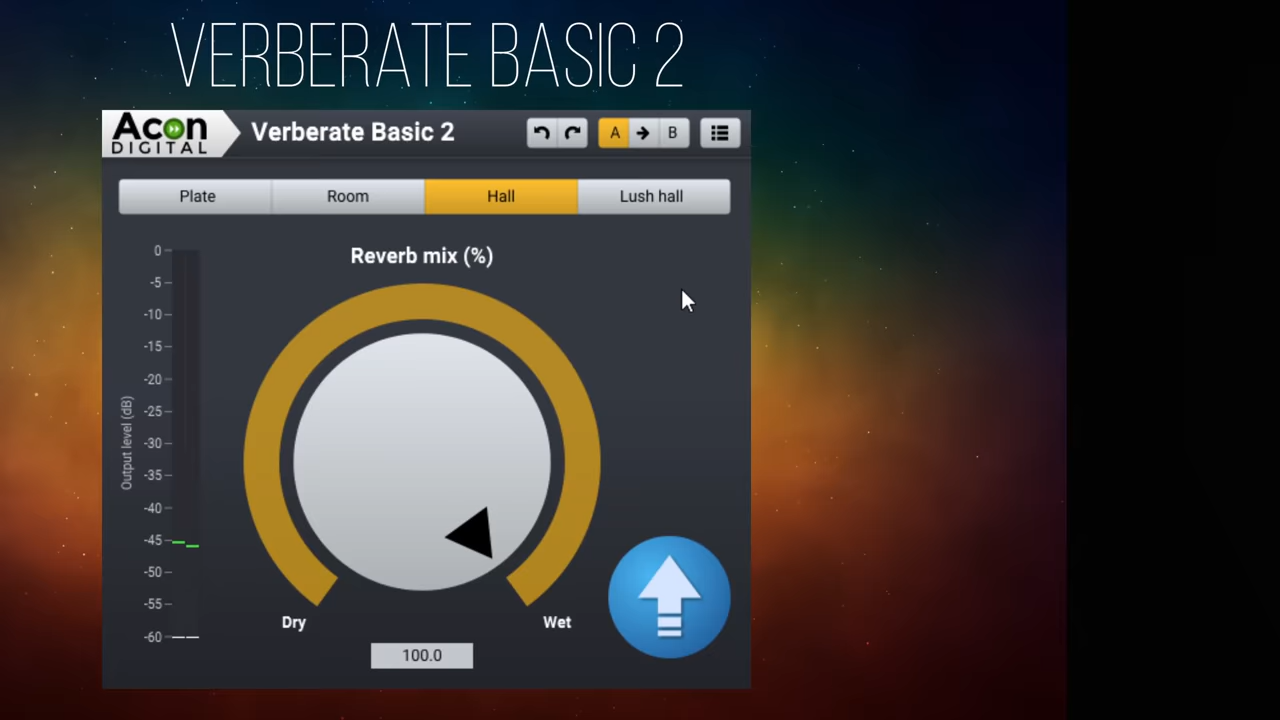 VERBERATE BASIC 2
Acon DIGITAL
Verberate Basic 2
A B
Plate Room Hall Lush hall
Reverb mix (%)
Output level (dB)
0
-5
-10
-15
-20
-25
-30
-35
-40
-45
-50
-55
-60
Dry Wet
100.0